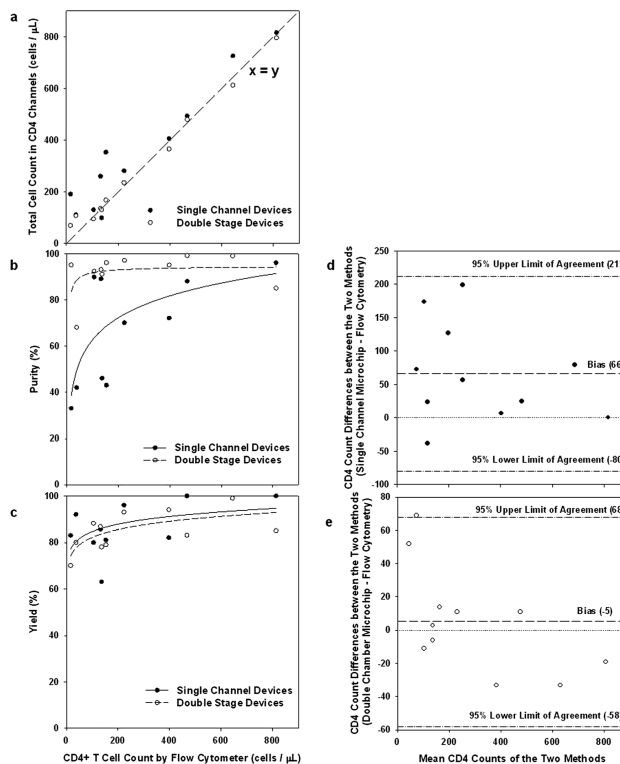 a
Total Cell Count in CD4 Channels (cells / μL)
800
600
400
200
0
x = y
Single Channel Devices
Double Stage Devices
b
Purity (%)
100
80
60
40
20
0
Single Channel Devices
Double Stage Devices
c
Yield (%)
100
80
60
40
20
0
Single Channel Devices
Double Stage Devices
0
200
400
600
800
CD4+ T Cell Count by Flow Cytometer (cells / μL)
d
CD4 Count Differences between the Two Methods
(Single Channel Microchip - Flow Cytometry)
250
200
150
100
50
0
-50
-100
95% Upper Limit of Agreement (21
Bias (66
95% Lower Limit of Agreement (-80
e
CD4 Count Differences between the Two Methods
(Double Chamber Microchip - Flow Cytometry)
80
60
40
20
0
-20
-40
-60
95% Upper Limit of Agreement (68
Bias (-5)
95% Lower Limit of Agreement (-58
0
200
400
600
800
Mean CD4 Counts of the Two Methods